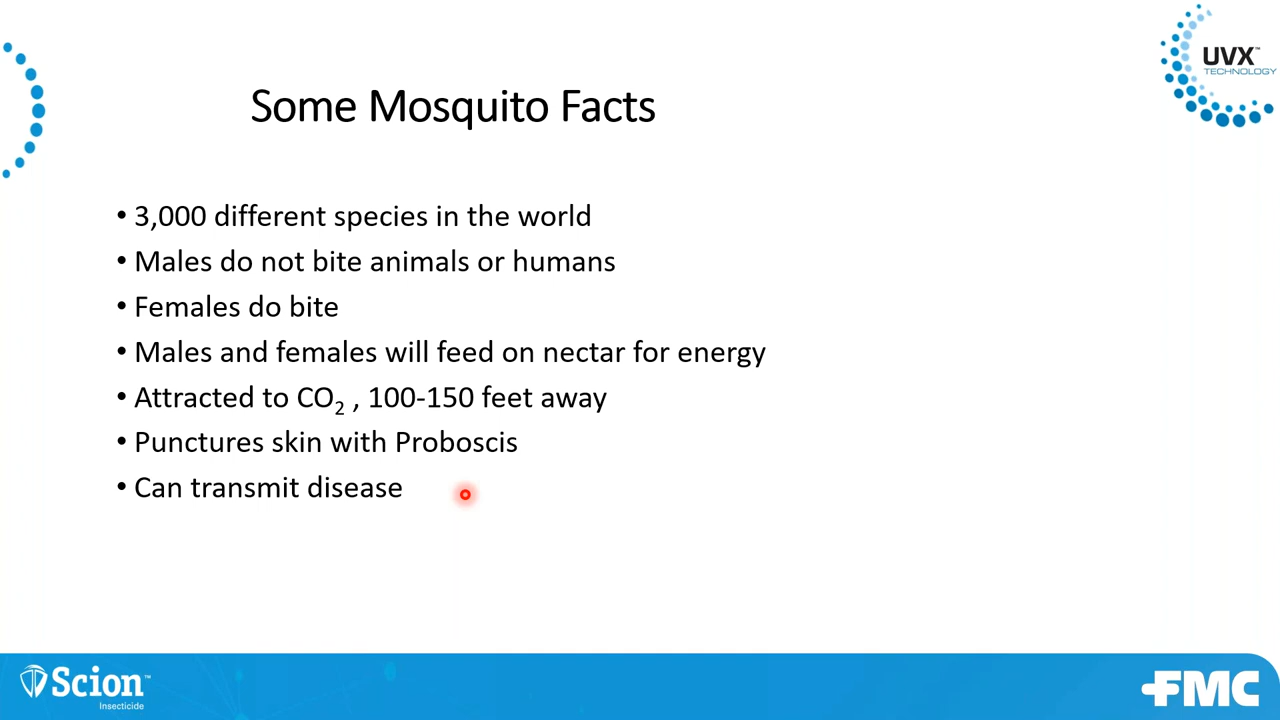 UVX™
TECHNOLOGY
Some Mosquito Facts
• 3,000 different species in the world
• Males do not bite animals or humans
• Females do bite
• Males and females will feed on nectar for energy
• Attracted to CO₂ , 100-150 feet away
• Punctures skin with Proboscis
• Can transmit disease
Scion™
Insecticide
FMC